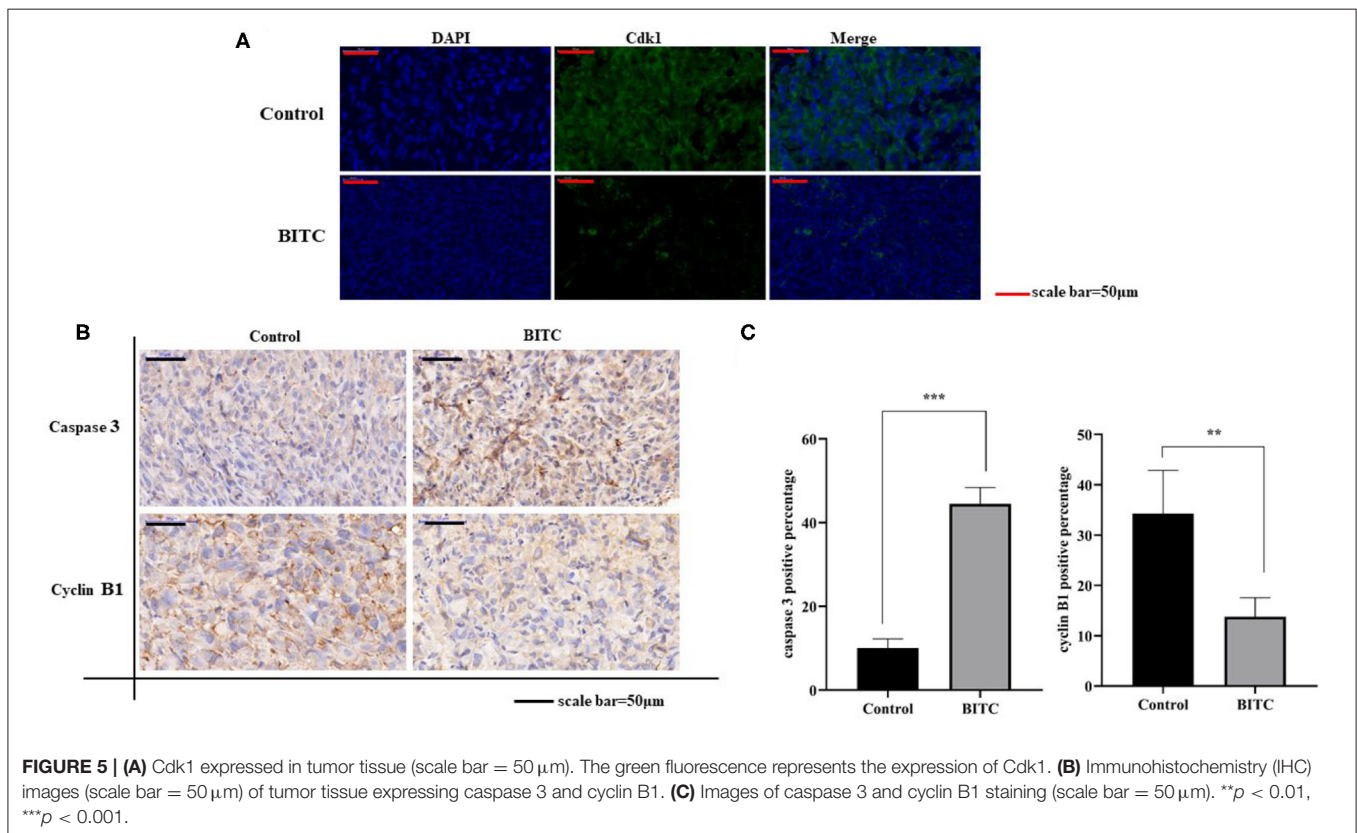 A
DAPI Cdk1 Merge
Control
BITC
scale bar=50μm
B
Control BITC
Caspase 3
Cyclin B1
scale bar=50μm
C
***
60
40
20
0
caspase 3 positive percentage
Control BITC
**
50
40
30
20
10
0
cyclin B1 positive percentage
Control BITC
FIGURE 5 | (A) Cdk1 expressed in tumor tissue (scale bar = 50 μm). The green fluorescence represents the expression of Cdk1. (B) Immunohistochemistry (IHC)
images (scale bar = 50 μm) of tumor tissue expressing caspase 3 and cyclin B1. (C) Images of caspase 3 and cyclin B1 staining (scale bar = 50 μm). **p < 0.01,
***p < 0.001.